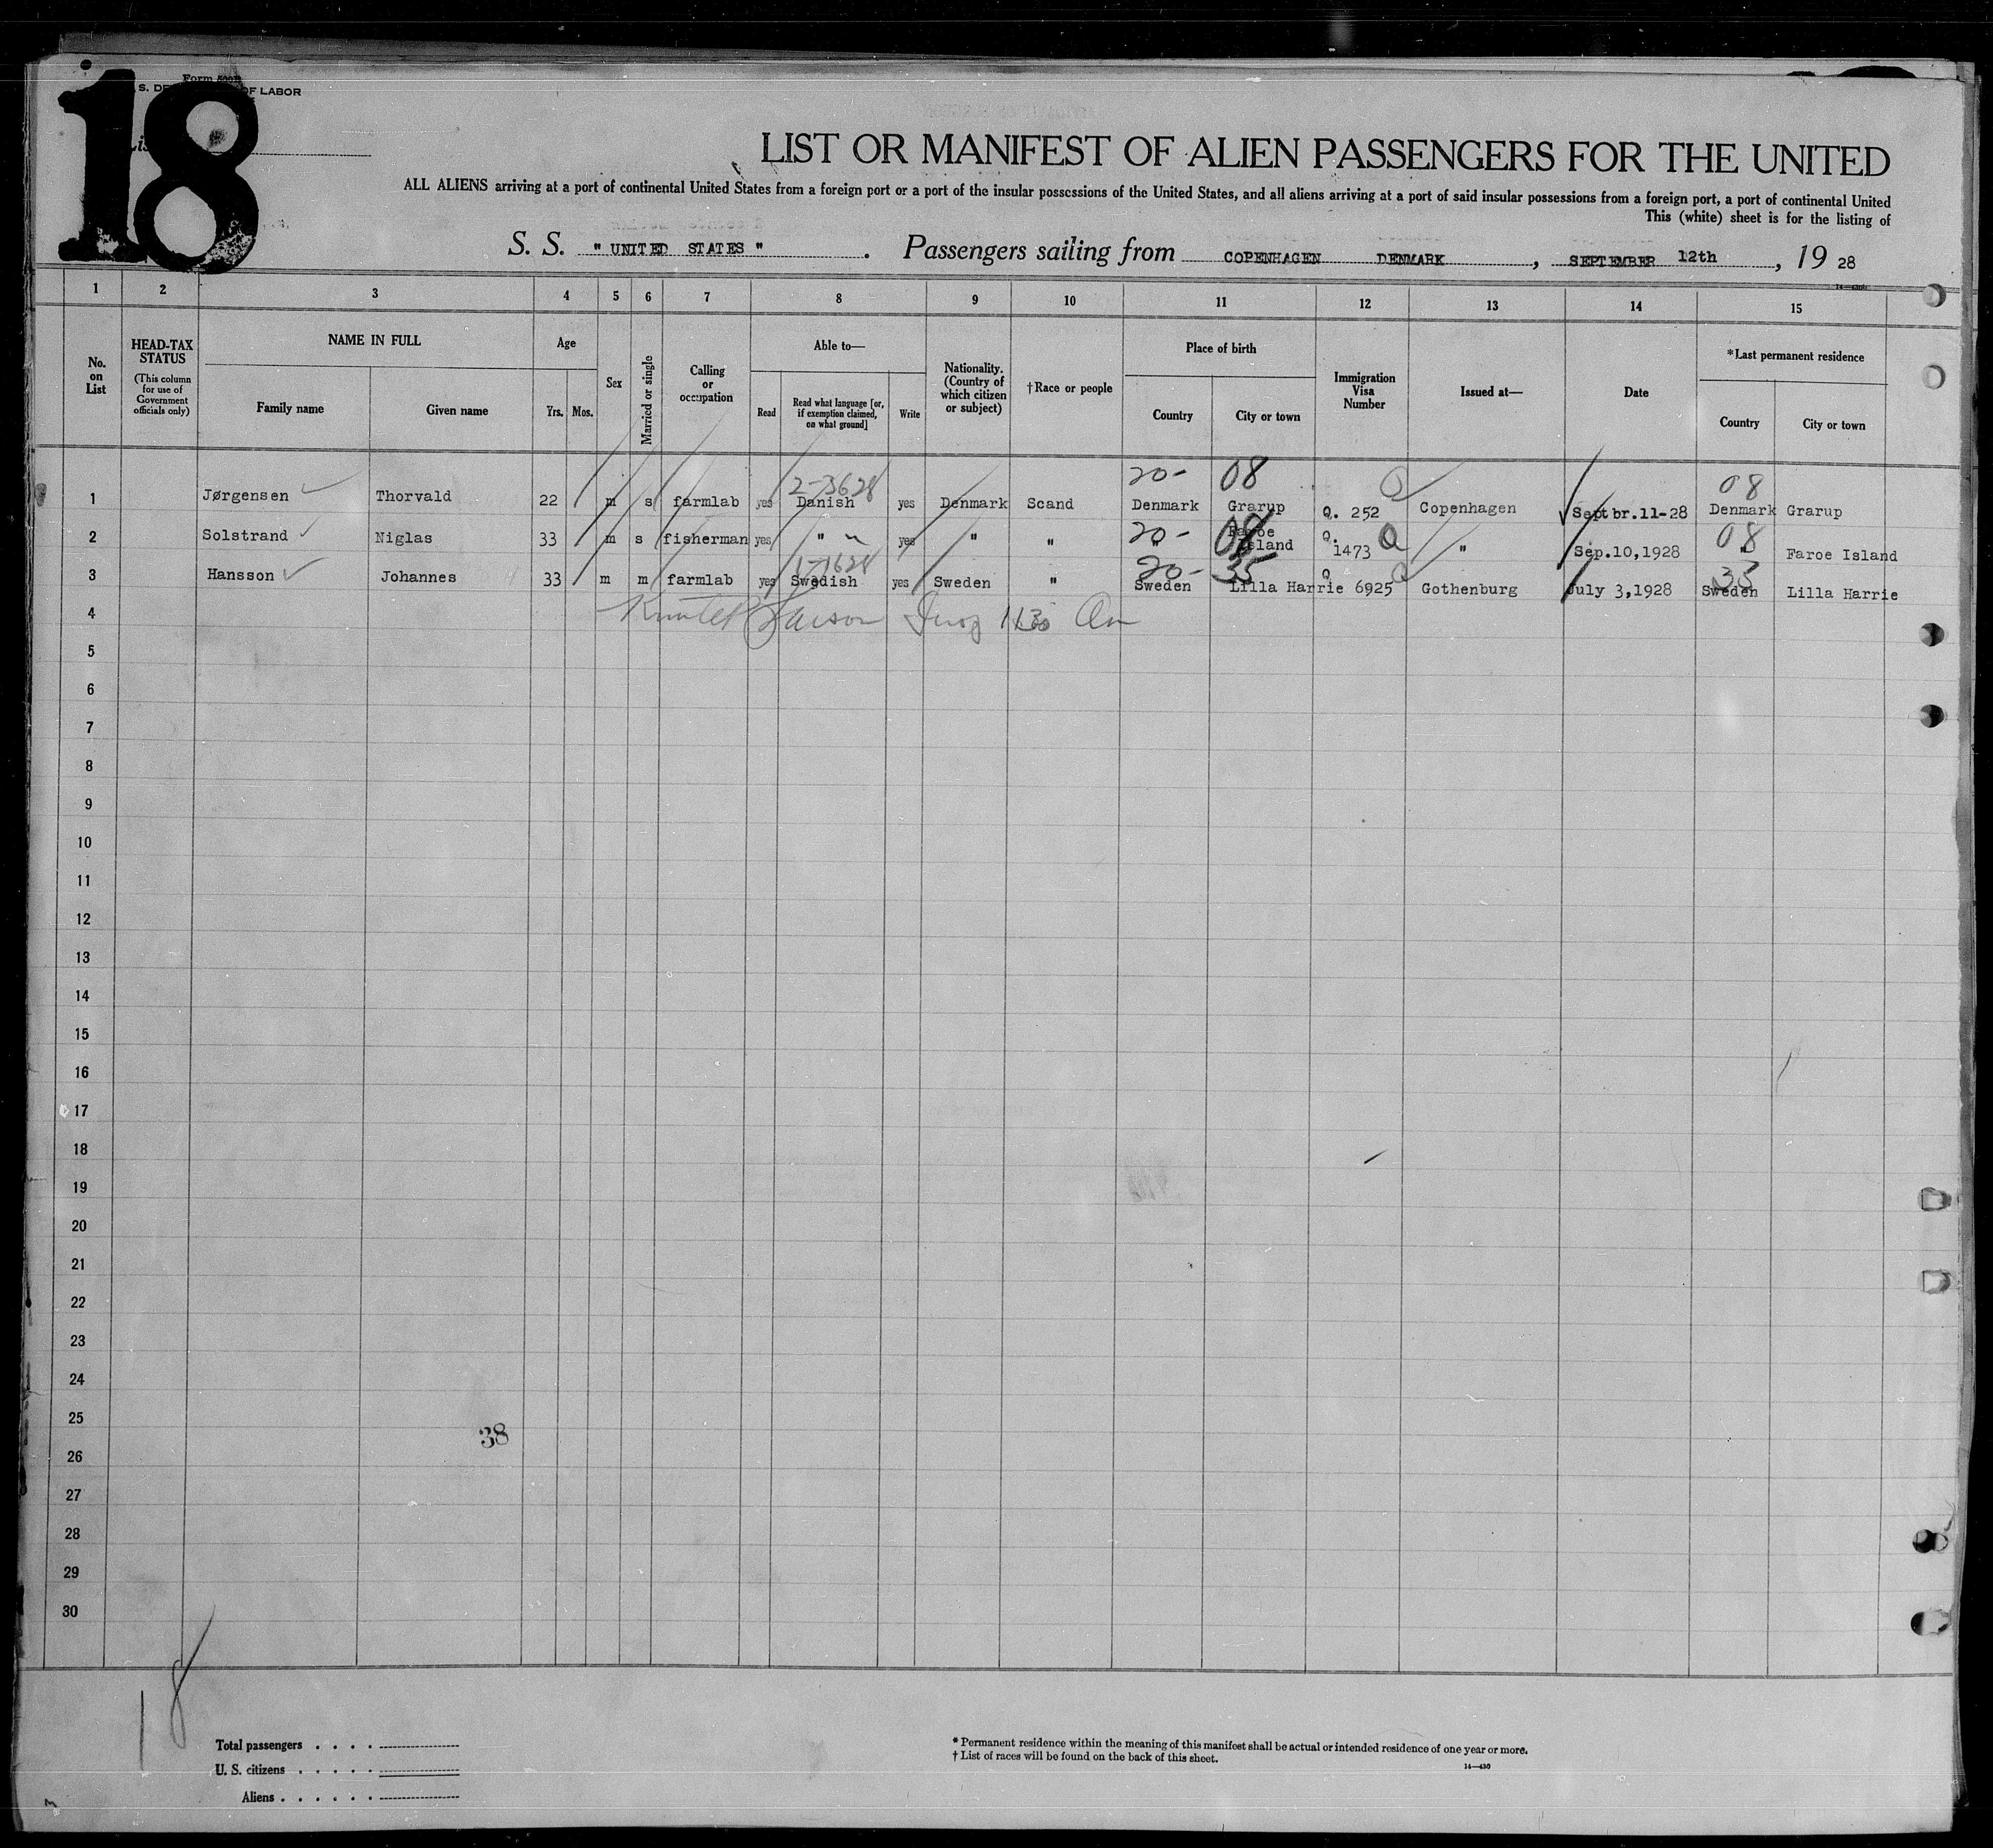 18
Form 500B
S. DE OF LABOR
LIST OR MANIFEST OF ALIEN PASSENGERS FOR THE UNITED
ALL ALIENS arriving at a port of continental United States from a foreign port or a port of the insular possessions of the United States, and all aliens arriving at a port of said insular possessions from a foreign port, a port of continental United
This (white) sheet is for the listing of
S. S. "UNITED STATES". Passengers sailing from COPENHAGEN DENMARK, SEPTEMBER 12th, 19 28
1 2 3 4 5 6 7 8 9 10 11 12 13 14 15
No. on List
HEAD-TAX STATUS (This column for use of Government officials only)
NAME IN FULL
Family name
Given name
Age
Yrs. Mos.
Sex
Married or single
Calling or occupation
Able to—
Read
Read what language [or, if exemption claimed, on what ground]
Write
Nationality. (Country of which citizen or subject)
†Race or people
Place of birth
Country
City or town
Immigration Visa Number
Issued at—
Date
*Last permanent residence
Country
City or town
2-3628 20- 08 08
1 Jørgensen Thorvald 22 m s farmlab yes Danish yes Denmark Scand Denmark Grarup Q. 252 Copenhagen Septbr.11-28 Denmark Grarup
20- 08 08
2 Solstrand Niglas 33 m s fisherman yes " " yes " " " Faroe Island Q. 1473 " Sep.10,1928 " Faroe Island
20- 35 33
3 Hansson Johannes 33 m m farmlab yes Swedish yes Sweden " Sweden Lilla Harrie Q 6925 Gothenburg July 3,1928 Sweden Lilla Harrie
4
5
6
7
8
9
10
11
12
13
14
15
16
17
18
19
20
21
22
23
24
25
38
26
27
28
29
30
18
Total passengers . . . .
U. S. citizens . . . . .
Aliens . . . . . .
* Permanent residence within the meaning of this manifest shall be actual or intended residence of one year or more.
† List of races will be found on the back of this sheet.
14—430